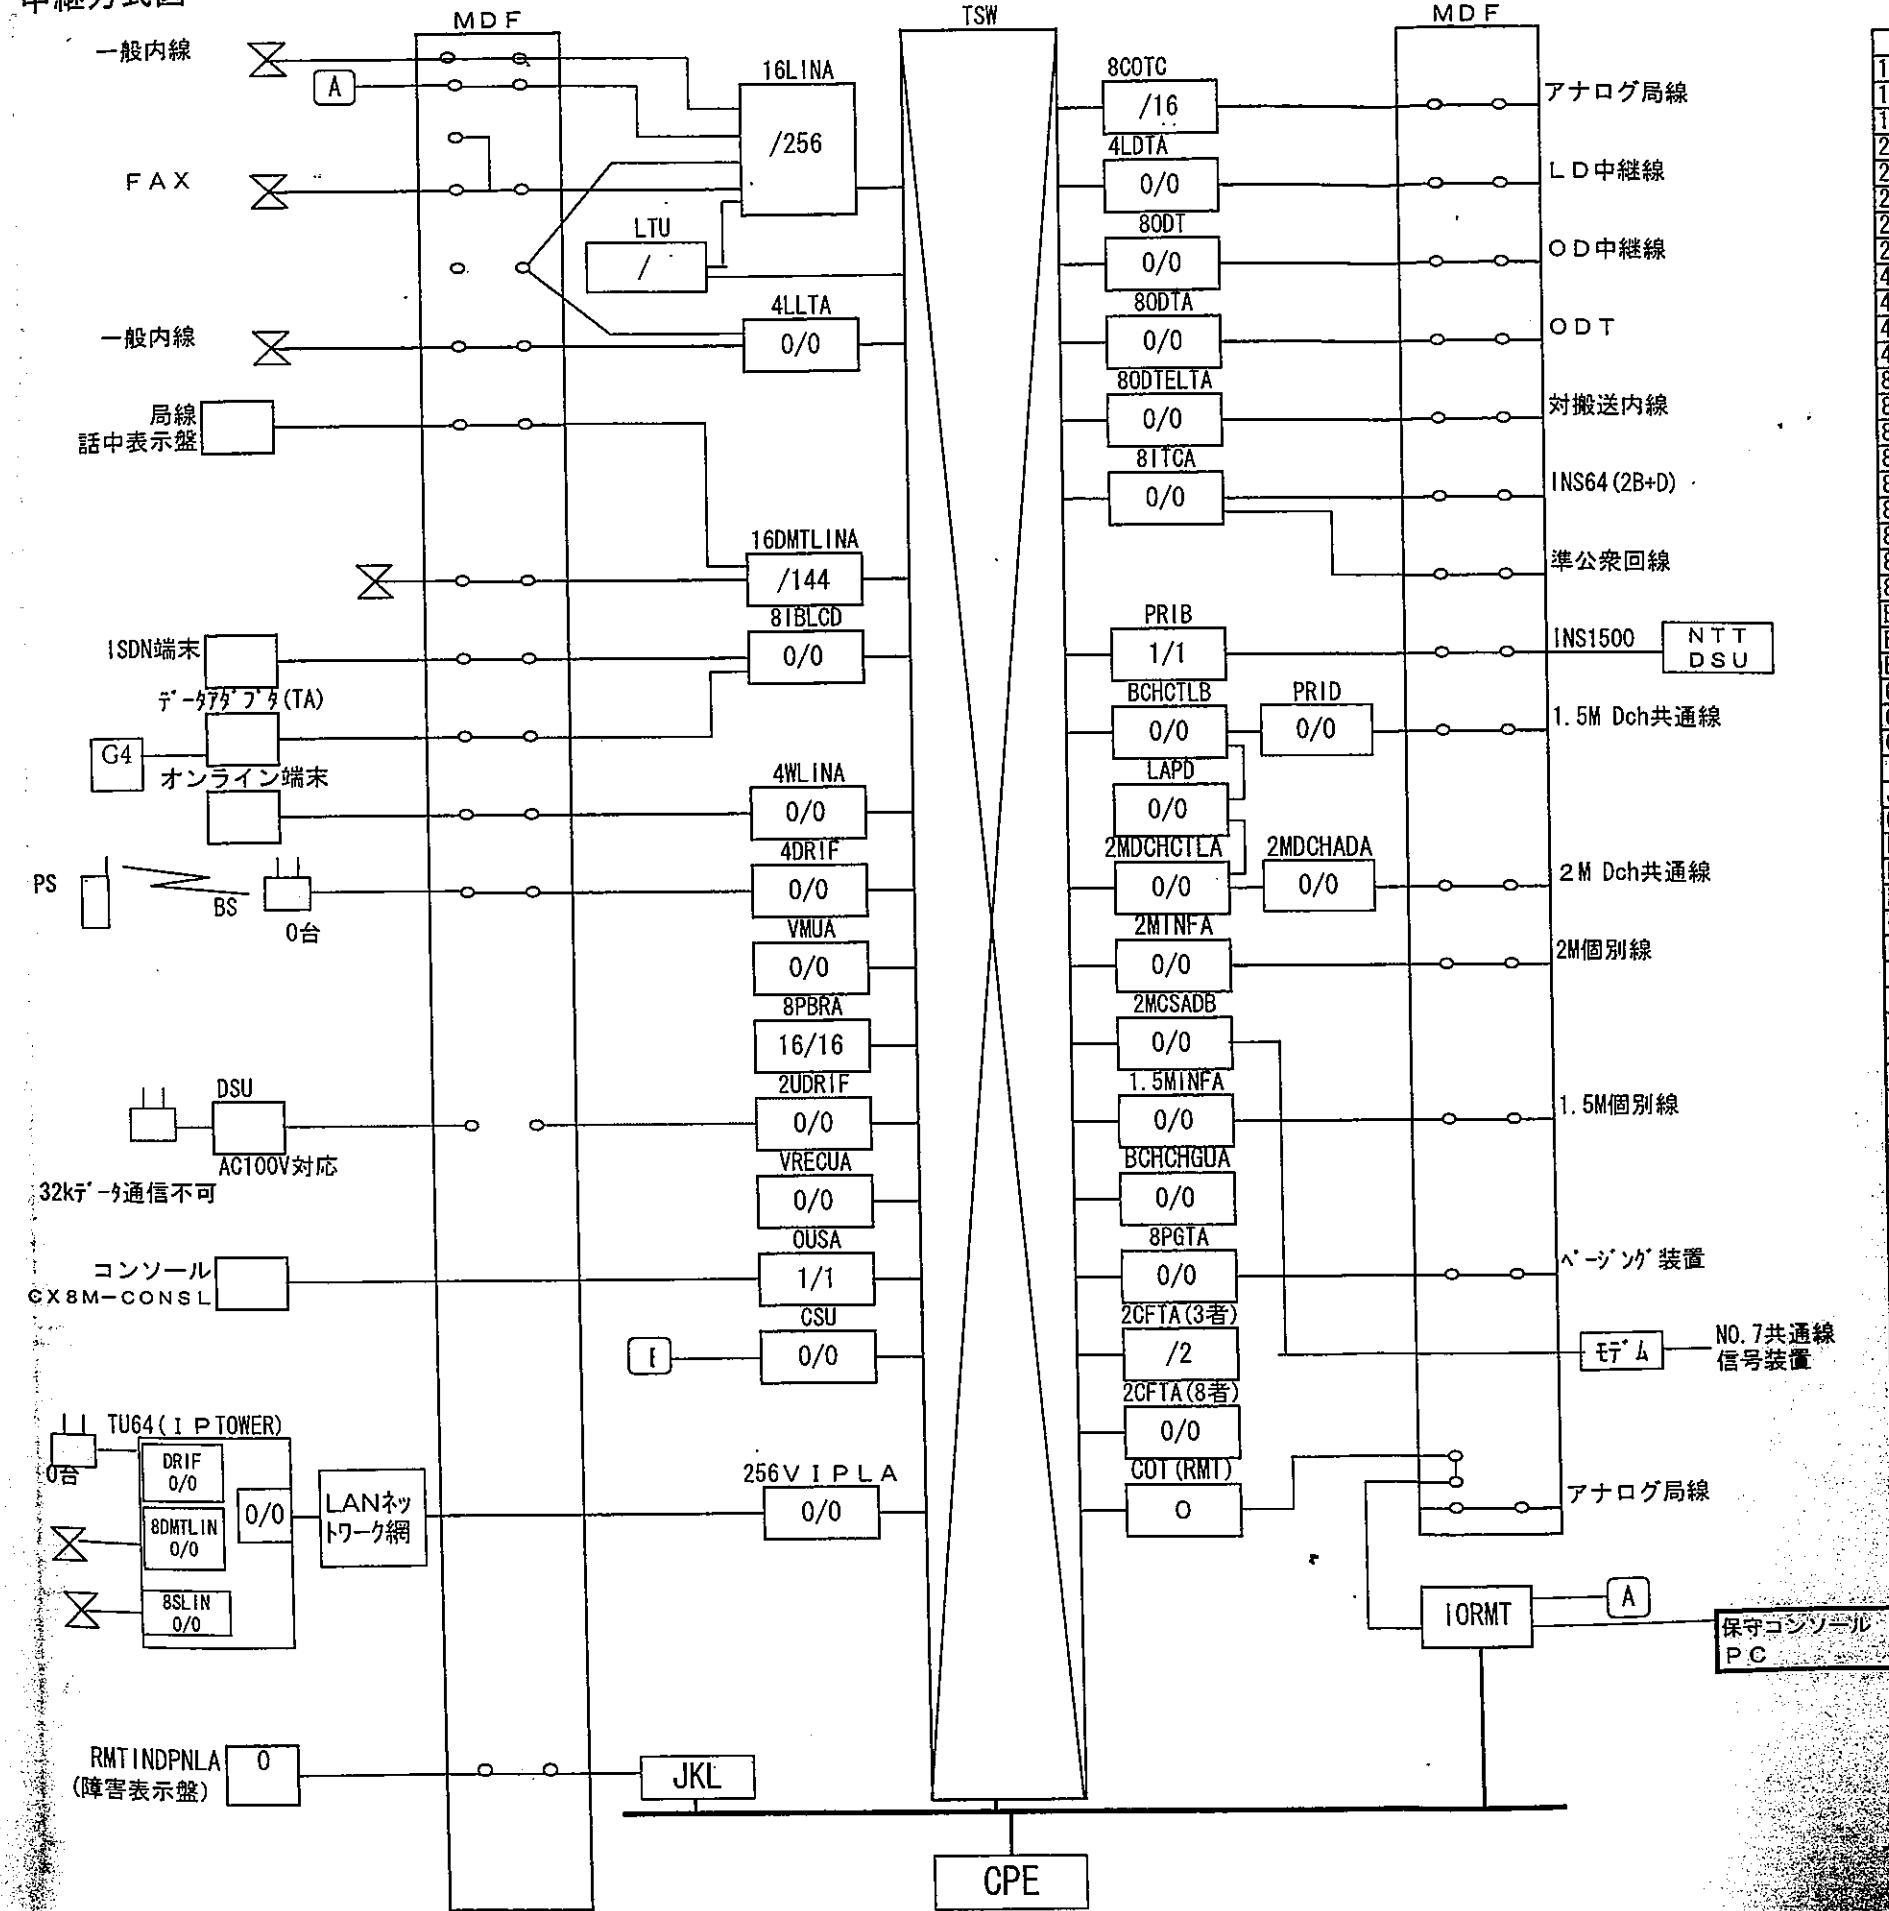 中継方式図
MDF
TSW
MDF
一般内線
A
16LINA
/256
FAX
LTU
/
4LLTA
一般内線
0/0
局線
話中表示盤
16DMTLINA
/144
8IBLCD
ISDN端末
0/0
データアダプタ(TA)
G4
オンライン端末
4WLINA
0/0
4DRIF
PS
BS
0台
0/0
VMUA
0/0
8PBRA
16/16
DSU
2UDRIF
0/0
AC100V対応
VRECUA
32kデータ通信不可
0/0
OUSA
コンソール
CX8M-CONSL
1/1
CSU
0/0
TU64(IP TOWER)
0台
DRIF
0/0
8DMTLIN
0/0
8SLIN
0/0
0/0
LANネッ
トワーク網
256VIPLA
0/0
RMTINDPNLA
(障害表示盤)
0
JKL
CPE
8COTC
/16
アナログ局線
4LDTA
0/0
LD中継線
8ODT
0/0
OD中継線
8ODTA
0/0
ODT
8ODTELTA
0/0
対搬送内線
8ITCA
0/0
INS64(2B+D)
準公衆回線
PRIB
1/1
INS1500
NTT
DSU
BCHCTLB
0/0
PRID
0/0
1.5M Dch共通線
LAPD
0/0
2MDCHCTLA
0/0
2MDCHADA
0/0
2M Dch共通線
2MINFA
0/0
2M個別線
2MCSADB
0/0
1.5MINFA
0/0
1.5M個別線
BCHCHGUA
0/0
8PGTA
0/0
ページング装置
2CFTA(3者)
/2
モデム
NO.7共通線
信号装置
2CFTA(8者)
0/0
COT(RMT)
0
アナログ局線
IORMT
A
保守コンソール
PC